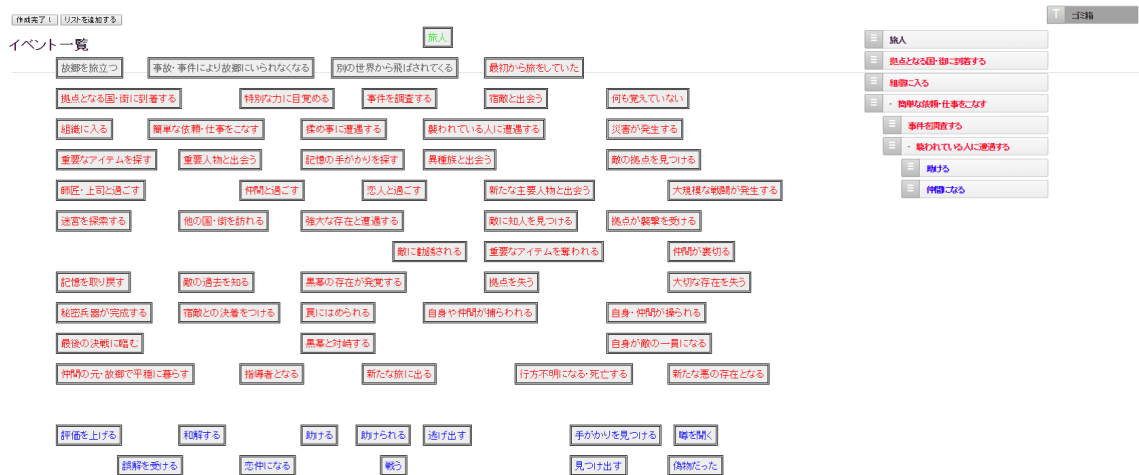 作成完了！ リストを追加する
ゴミ箱
イベント一覧
旅人
故郷を旅立つ 事故・事件により故郷にいられなくなる 別の世界から飛ばされてくる 最初から旅をしていた
拠点となる国・街に到着する 特別な力に目覚める 事件を調査する 宿敵と出会う 何も覚えていない
組織に入る 簡単な依頼・仕事をこなす 揉め事に遭遇する 襲われている人に遭遇する 災害が発生する
重要なアイテムを探す 重要人物と出会う 記憶の手がかりを探す 異種族と出会う 敵の拠点を見つける
師匠・上司と過ごす 仲間と過ごす 恋人と過ごす 新たな主要人物と出会う 大規模な戦闘が発生する
迷宮を探索する 他の国・街を訪れる 強大な存在と遭遇する 敵に知人を見つける 拠点が襲撃を受ける
敵に勧誘される 重要なアイテムを奪われる 仲間が裏切る
記憶を取り戻す 敵の過去を知る 黒幕の存在が発覚する 拠点を失う 大切な存在を失う
秘密兵器が完成する 宿敵との決着をつける 罠にはめられる 自身や仲間が捕らわれる 自身・仲間が操られる
最後の決戦に臨む 黒幕と対峙する 自身が敵の一員になる
仲間の元・故郷で平穏に暮らす 指導者となる 新たな旅に出る 行方不明になる・死亡する 新たな悪の存在となる
評価を上げる 和解する 助ける 助けられる 逃げ出す 手がかりを見つける 噂を聞く
誤解を受ける 恋仲になる 戦う 見つけ出す 偽物だった
旅人
拠点となる国・街に到着する
組織に入る
- 簡単な依頼・仕事をこなす
事件を調査する
- 襲われている人に遭遇する
助ける
仲間になる